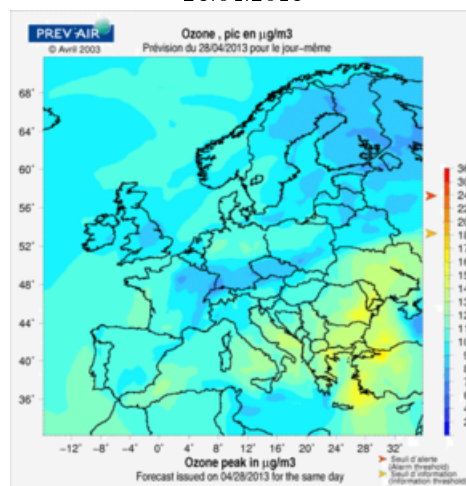 PREV'AIR
© Avril 2003
Ozone , pic en µg/m3
Prévision du 28/04/2013 pour le jour-même
68°
64°
60°
56°
52°
48°
44°
40°
36°
−12° −8° −4° 0° 4° 8° 12° 16° 20° 24° 28° 32°
Ozone peak in µg/m3
Forecast issued on 04/28/2013 for the same day
Seuil d'alerte
(Alarm threshold)
Seuil d'information
(Information threshold)